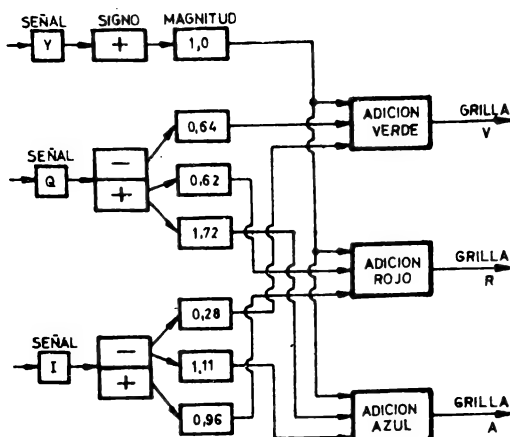 SEÑAL SIGNO MAGNITUD
Y + 1,0
ADICION VERDE
GRILLA V
SEÑAL
Q
−
+
0,64
0,62
1,72
ADICION ROJO
GRILLA R
SEÑAL
I
−
+
0,28
1,11
0,96
ADICION AZUL
GRILLA A